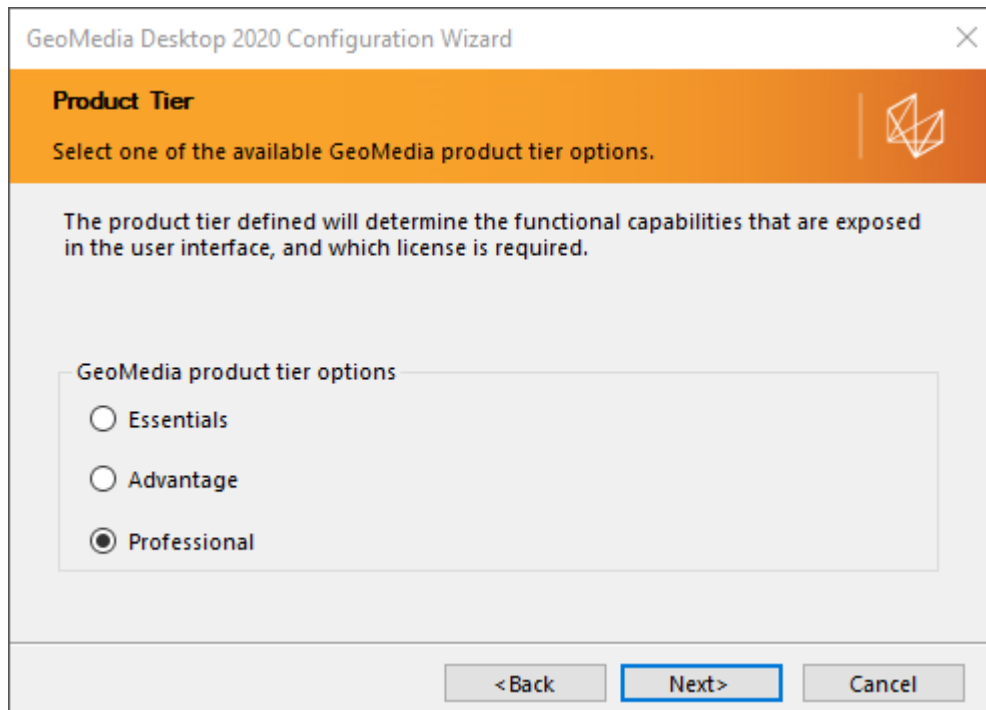 GeoMedia Desktop 2020 Configuration Wizard
Product Tier
Select one of the available GeoMedia product tier options.
The product tier defined will determine the functional capabilities that are exposed
in the user interface, and which license is required.
GeoMedia product tier options
Essentials
Advantage
Professional
<Back
Next>
Cancel